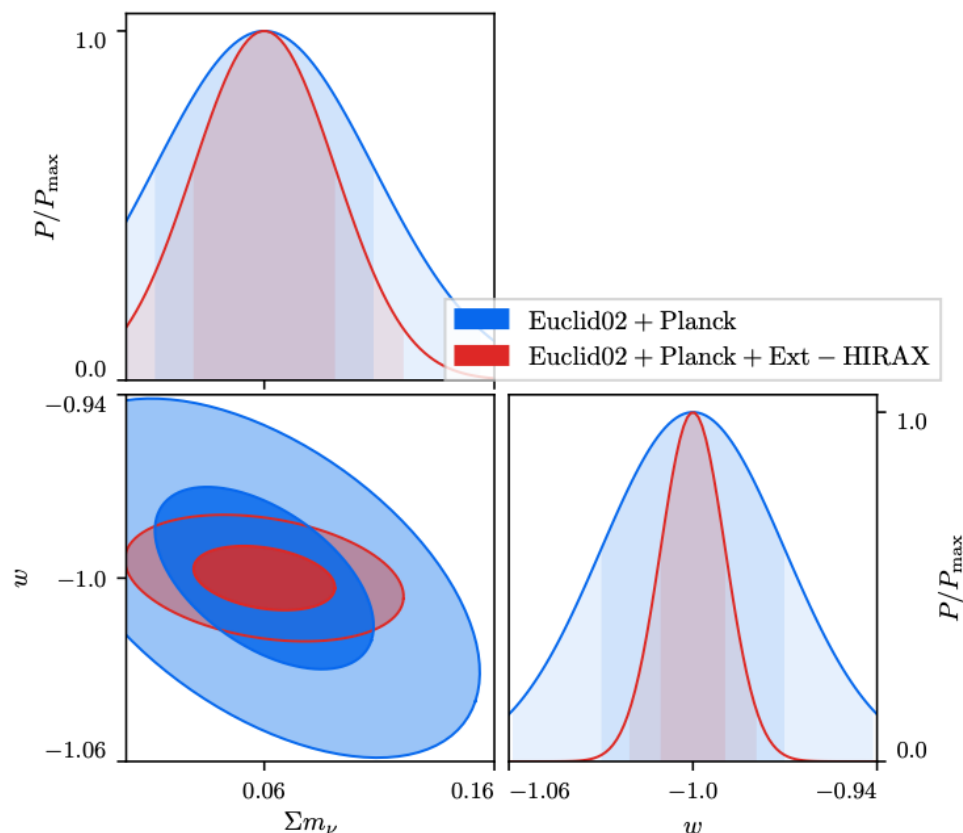 1.0
P/P_max
0.0
Euclid02 + Planck
Euclid02 + Planck + Ext − HIRAX
−0.94
w
−1.0
−1.06
0.06
0.16
Σm_ν
1.0
P/P_max
0.0
−1.06
−1.0
−0.94
w